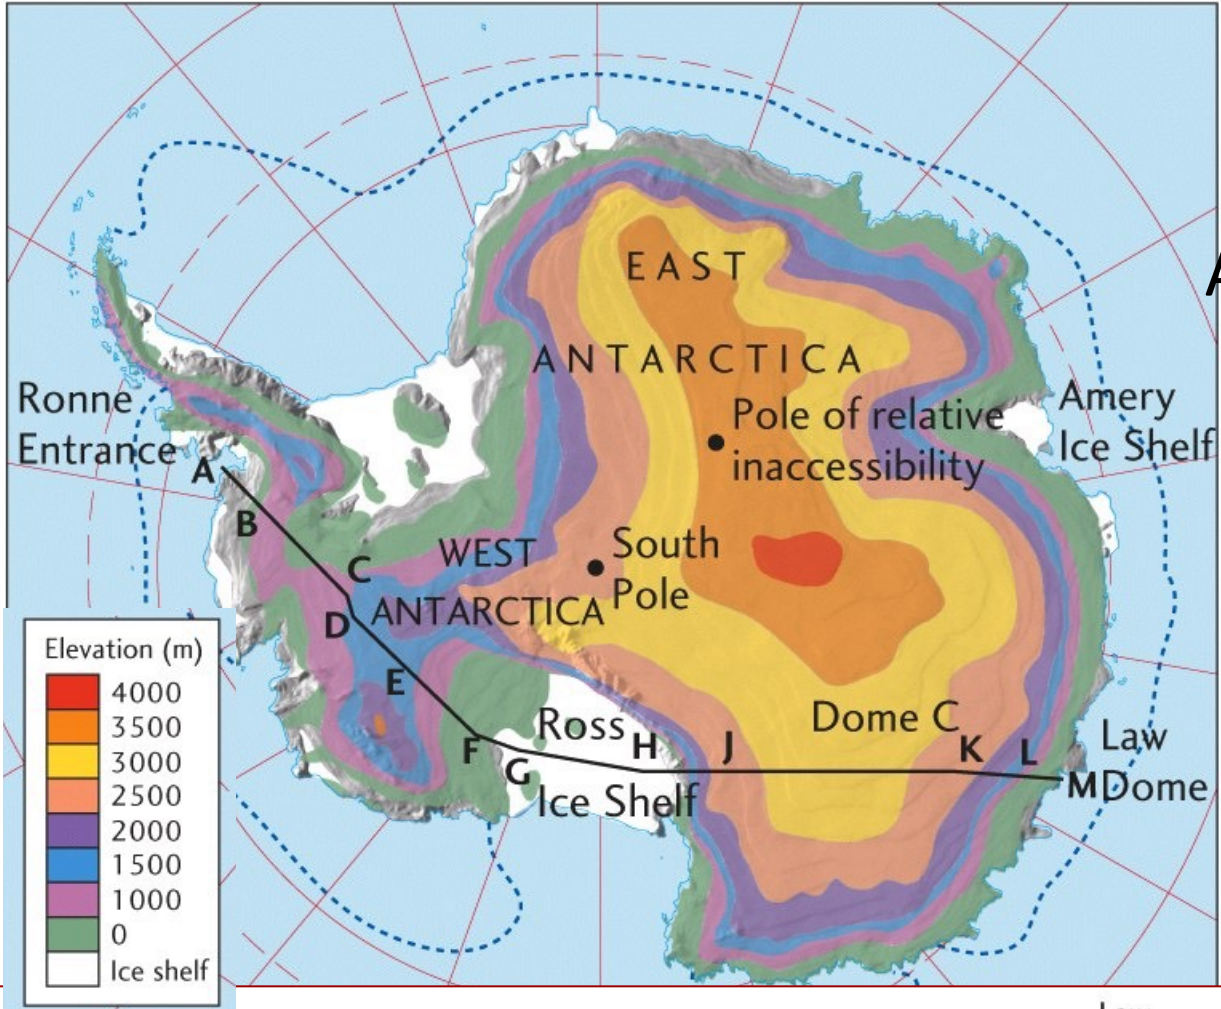 EAST
ANTARCTICA
Ronne
Entrance
Pole of relative
inaccessibility
Amery
Ice Shelf
A
B
C
WEST
ANTARCTICA
South
Pole
D
E
F
G
Ross
Ice Shelf
H
J
Dome C
K
L
M
Law
Dome
Elevation (m)
4000
3500
3000
2500
2000
1500
1000
0
Ice shelf